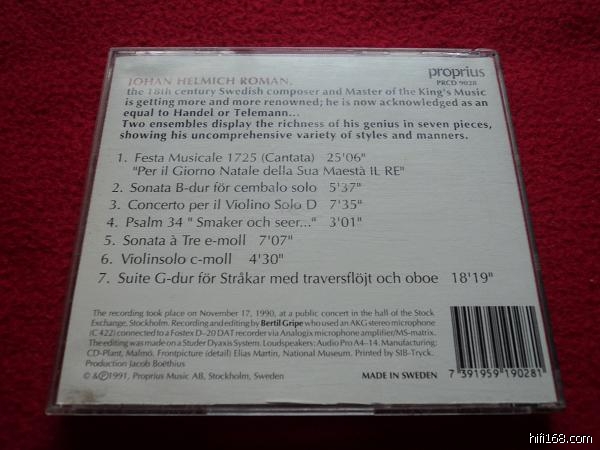 JOHAN HELMICH ROMAN,
proprius
PRCD 9028
the 18th century Swedish composer and Master of the King's Music
is getting more and more renowned; he is now acknowledged as an
equal to Handel or Telemann...
Two ensembles display the richness of his genius in seven pieces,
showing his uncomprehensive variety of styles and manners.
1. Festa Musicale 1725 (Cantata) 25'06"
"Per il Giorno Natale della Sua Maestà IL RE"
2. Sonata B-dur för cembalo solo 5'37"
3. Concerto per il Violino Solo D 7'35"
4. Psalm 34 " Smaker och seer..." 3'01"
5. Sonata à Tre e-moll 7'07"
6. Violinsolo c-moll 4'30"
7. Suite G-dur för Stråkar med traversflöjt och oboe 18'19"
The recording took place on November 17, 1990, at a public concert in the hall of the Stock
Exchange, Stockholm. Recording and editing by Bertil Gripe who used an AKG stereo microphone
(C 422) connected to a Fostex D-20 DAT recorder via Analogix microphone amplifier/MS-matrix.
The editing was made on a Studer Dyaxis System. Loudspeakers: Audio Pro A4-14. Manufacturing:
CD-Plant, Malmö. Frontpicture (detail) Elias Martin, National Museum. Printed by SIB-Tryck.
Production Jacob Boëthius
© &Ⓟ1991, Proprius Music AB, Stockholm, Sweden
MADE IN SWEDEN
7 391959 190281
hifi168.com